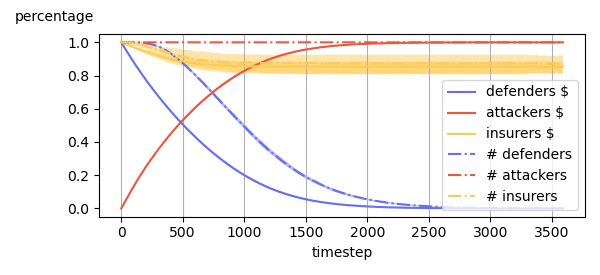 percentage
1.0
0.8
0.6
0.4
0.2
0.0
defenders $
attackers $
insurers $
# defenders
# attackers
# insurers
0 500 1000 1500 2000 2500 3000 3500
timestep